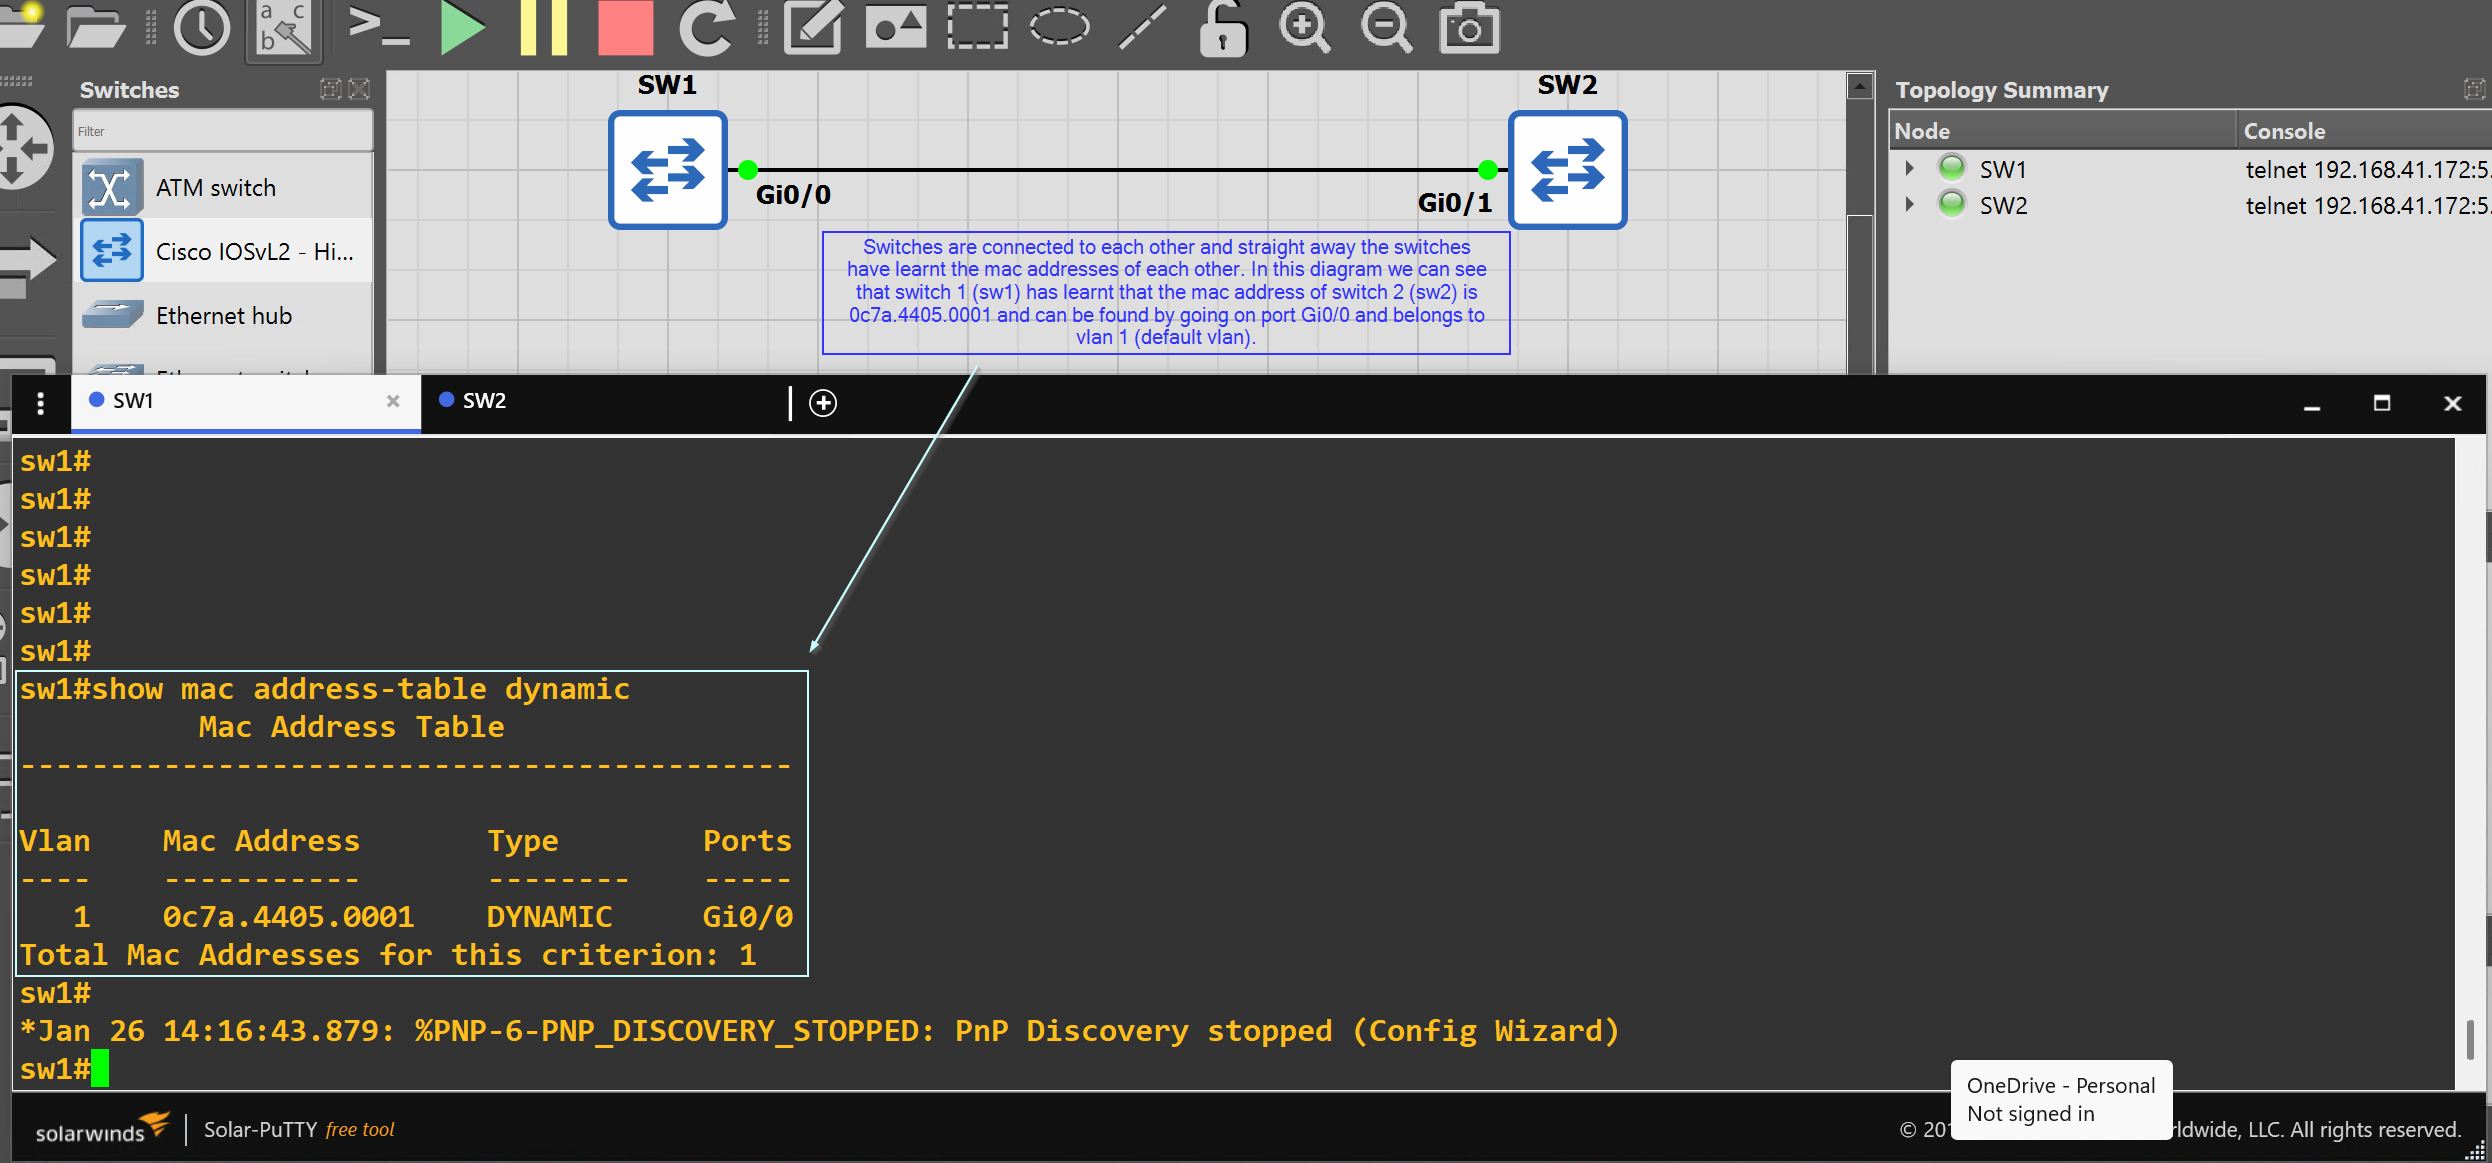 a c
b
>_
Switches
Filter
ATM switch
Cisco IOSvL2 - Hi...
Ethernet hub
SW1
SW2
Gi0/0
Gi0/1
Switches are connected to each other and straight away the switches
have learnt the mac addresses of each other. In this diagram we can see
that switch 1 (sw1) has learnt that the mac address of switch 2 (sw2) is
0c7a.4405.0001 and can be found by going on port Gi0/0 and belongs to
vlan 1 (default vlan).
Topology Summary
Node Console
SW1 telnet 192.168.41.172:5
SW2 telnet 192.168.41.172:5
SW1 SW2
sw1#
sw1#
sw1#
sw1#
sw1#
sw1#
sw1#show mac address-table dynamic
Mac Address Table
-------------------------------------------
Vlan Mac Address Type Ports
---- ----------- -------- -----
1 0c7a.4405.0001 DYNAMIC Gi0/0
Total Mac Addresses for this criterion: 1
sw1#
*Jan 26 14:16:43.879: %PNP-6-PNP_DISCOVERY_STOPPED: PnP Discovery stopped (Config Wizard)
sw1#
OneDrive - Personal
Not signed in
solarwinds Solar-PuTTY free tool
© LLC. All rights reserved.